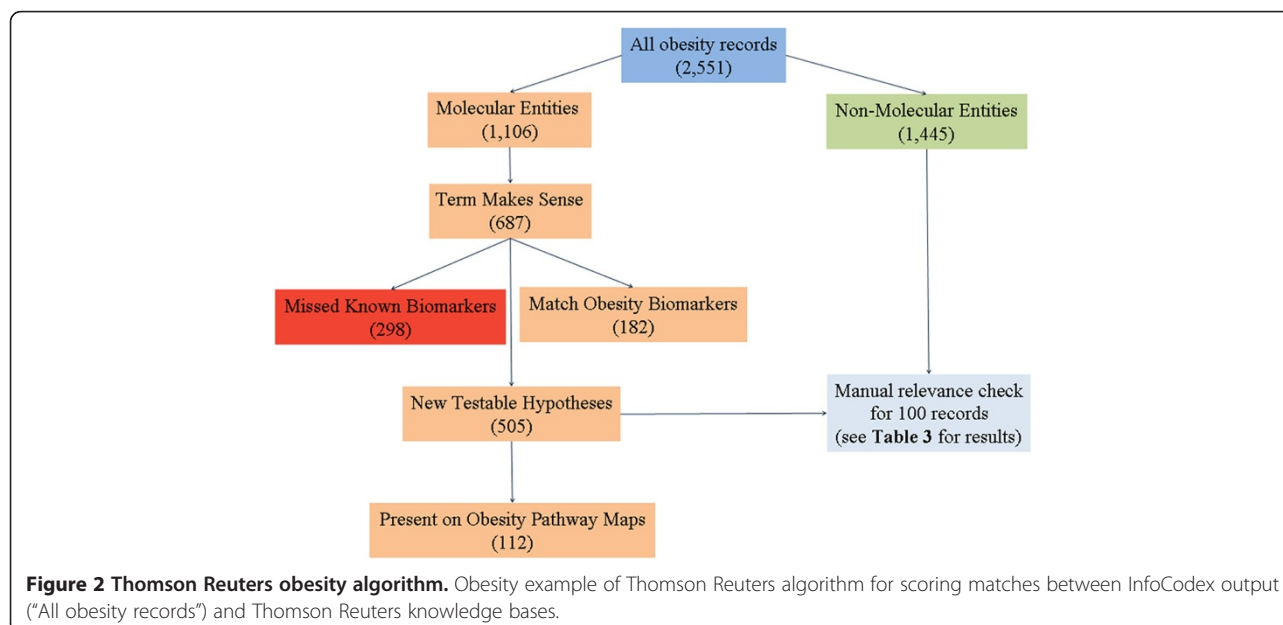 All obesity records
(2,551)
Molecular Entities
(1,106)
Non-Molecular Entities
(1,445)
Term Makes Sense
(687)
Missed Known Biomarkers
(298)
Match Obesity Biomarkers
(182)
New Testable Hypotheses
(505)
Manual relevance check
for 100 records
(see Table 3 for results)
Present on Obesity Pathway Maps
(112)
Figure 2 Thomson Reuters obesity algorithm. Obesity example of Thomson Reuters algorithm for scoring matches between InfoCodex output
("All obesity records") and Thomson Reuters knowledge bases.